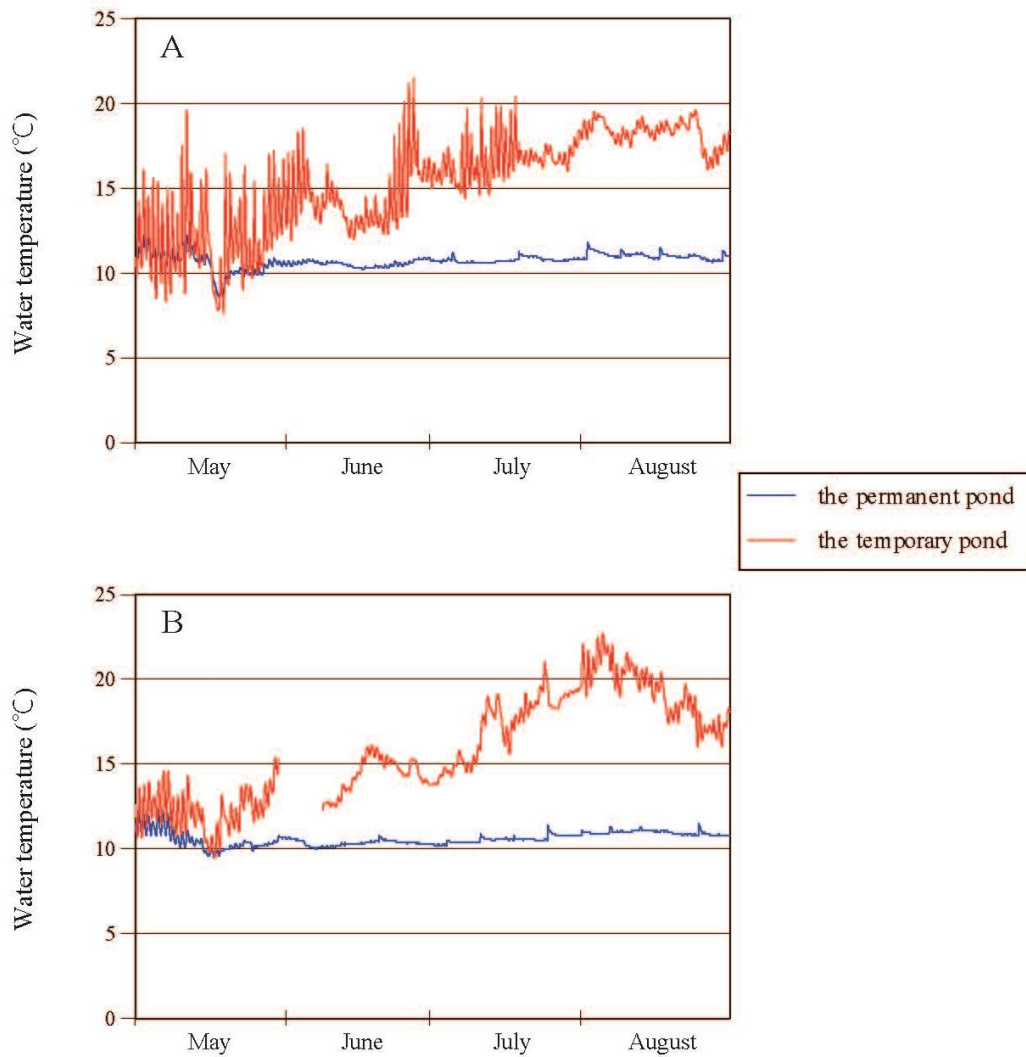 A
25
20
15
10
5
0
Water temperature (℃)
May June July August
the permanent pond
the temporary pond
B
25
20
15
10
5
0
Water temperature (℃)
May June July August